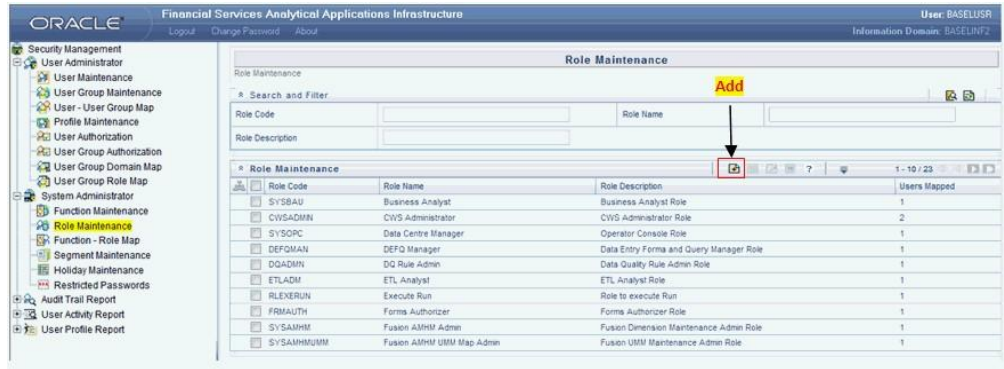 ORACLE
Financial Services Analytical Applications Infrastructure
User: BASELUSR
Logout Change Password About
Information Domain: BASELINF2
Security Management
User Administrator
User Maintenance
User Group Maintenance
User - User Group Map
Profile Maintenance
User Authorization
User Group Authorization
User Group Domain Map
User Group Role Map
System Administrator
Function Maintenance
Role Maintenance
Function - Role Map
Segment Maintenance
Holiday Maintenance
Restricted Passwords
Audit Trail Report
User Activity Report
User Profile Report
Role Maintenance
Role Maintenance
Add
Search and Filter
Role Code
Role Name
Role Description
Role Maintenance
? 1 - 10 / 23
Role Code Role Name Role Description Users Mapped
SYSBAU Business Analyst Business Analyst Role 1
CWSADMN CWS Administrator CWS Administrator Role 2
SYSOPC Data Centre Manager Operator Console Role 1
DEFQMAN DEFQ Manager Data Entry Forms and Query Manager Role 1
DQADMN DQ Rule Admin Data Quality Rule Admin Role 1
ETLADM ETL Analyst ETL Analyst Role 1
RLEXERUN Execute Run Role to execute Run 1
FRMAUTH Forms Authorizer Forms Authorizer Role 1
SYSAMHM Fusion AMHM Admin Fusion Dimension Maintenance Admin Role 1
SYSAMHMUMM Fusion AMHM UMM Map Admin Fusion UMM Maintenance Admin Role 1